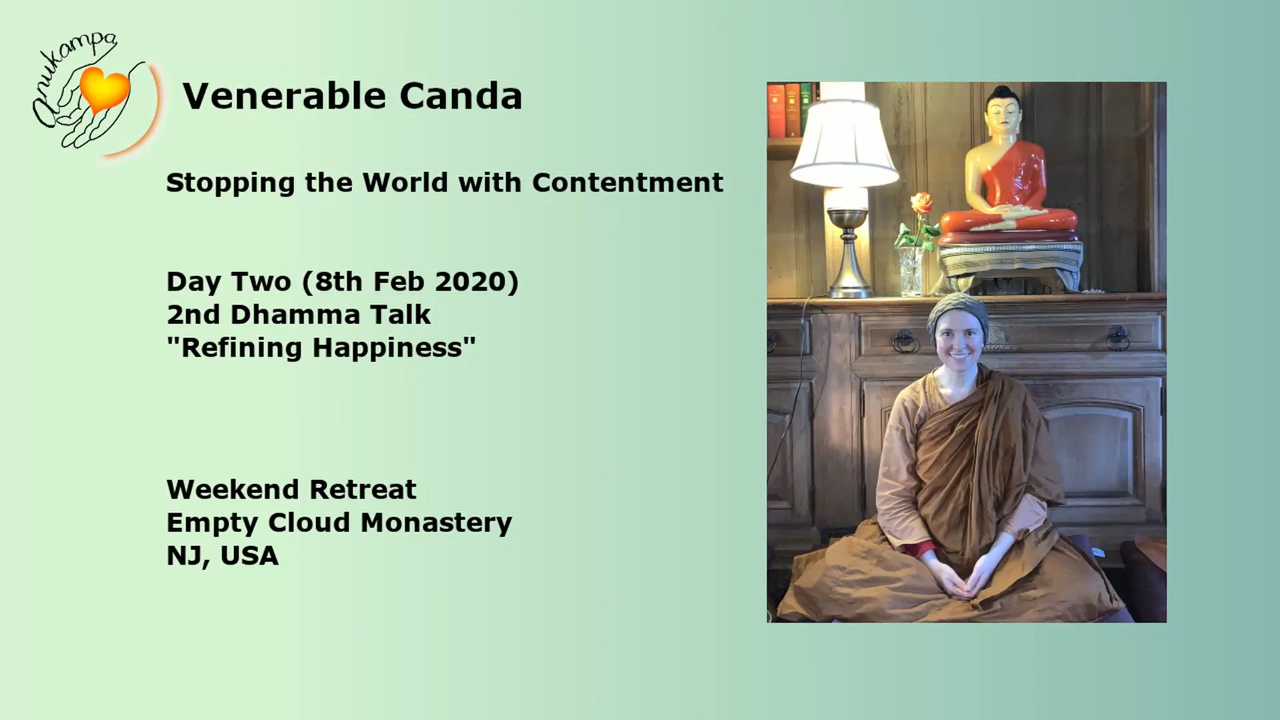 Anukampa
Venerable Canda
Stopping the World with Contentment
Day Two (8th Feb 2020)
2nd Dhamma Talk
"Refining Happiness"
Weekend Retreat
Empty Cloud Monastery
NJ, USA